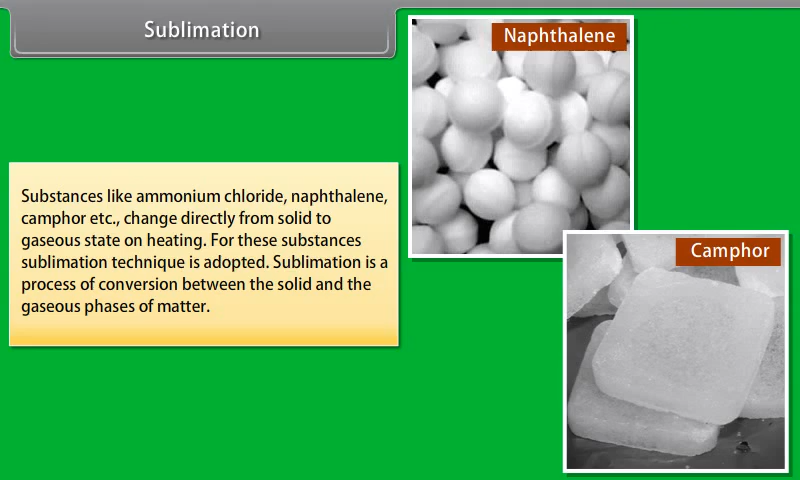 Sublimation
Naphthalene
Substances like ammonium chloride, naphthalene,
camphor etc., change directly from solid to
gaseous state on heating. For these substances
sublimation technique is adopted. Sublimation is a
process of conversion between the solid and the
gaseous phases of matter.
Camphor